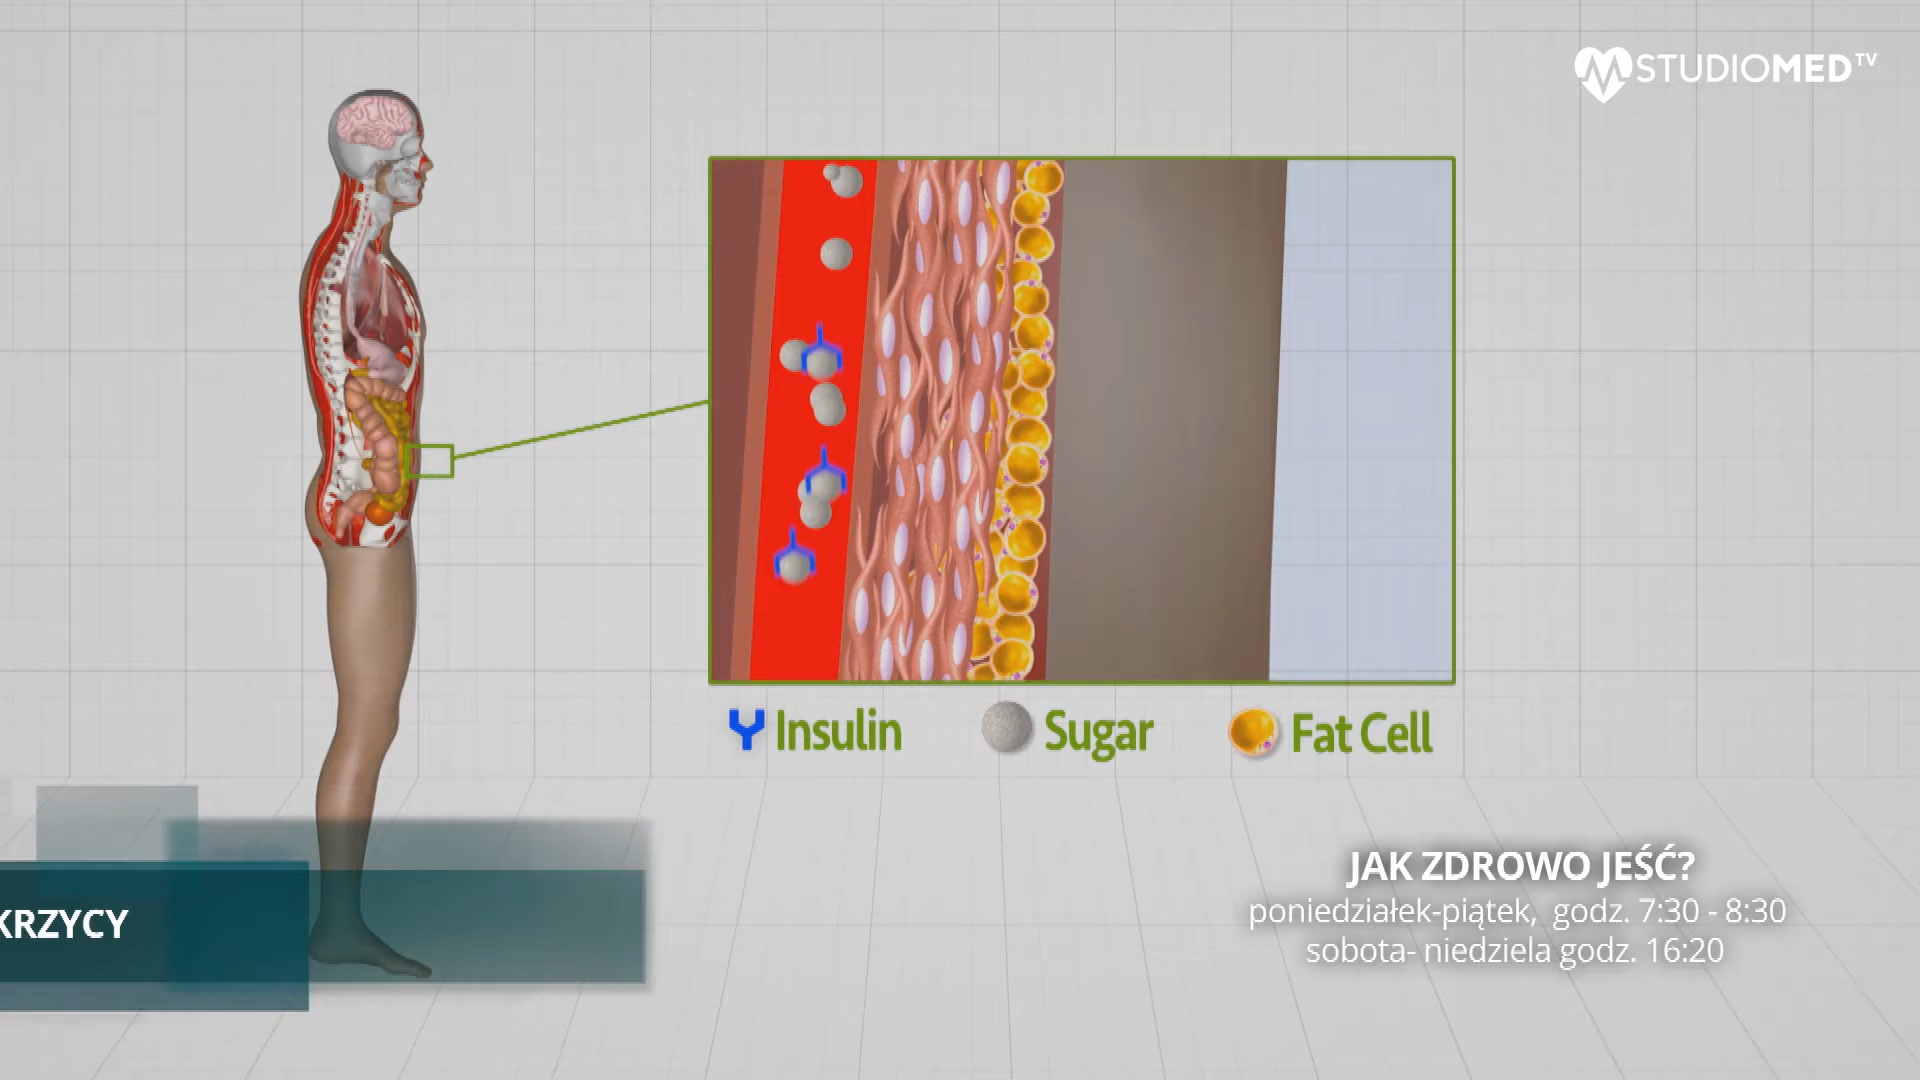 STUDIOMED TV
Insulin
Sugar
Fat Cell
KRZYCY
JAK ZDROWO JEŚĆ?
poniedziałek-piątek, godz. 7:30 - 8:30
sobota- niedziela godz. 16:20